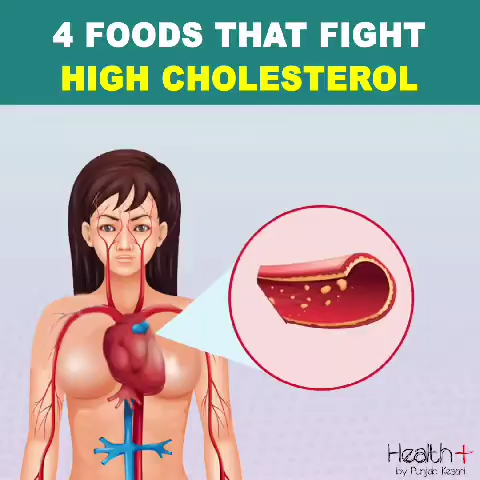 4 FOODS THAT FIGHT
HIGH CHOLESTEROL
Health+
by Punjab Kesari